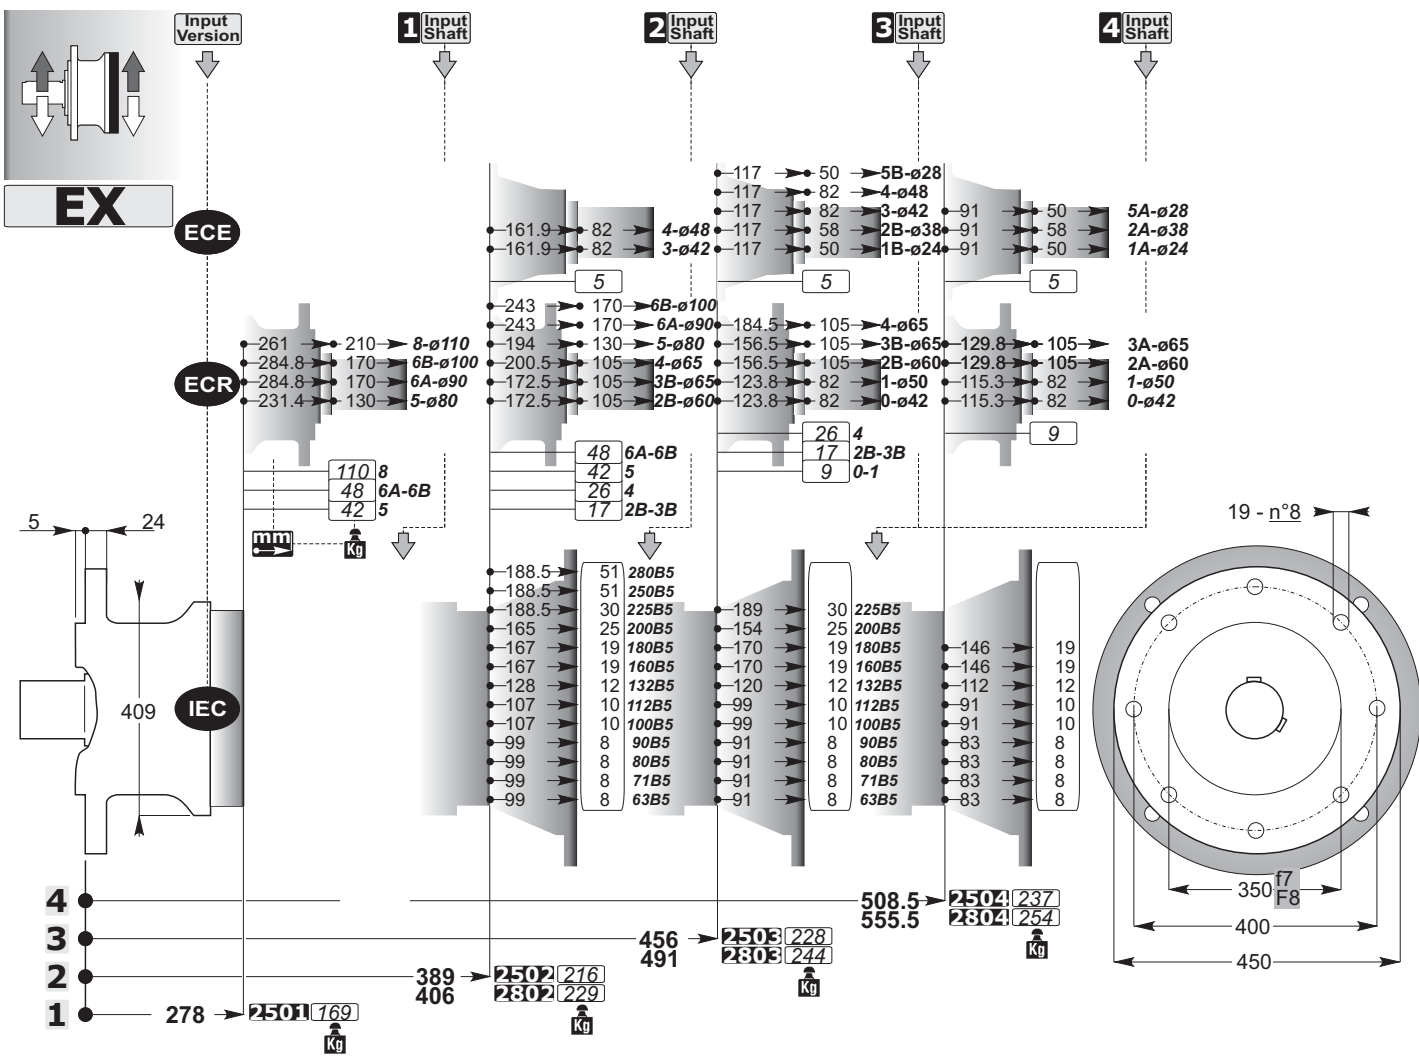 Input Version
1 Input Shaft
2 Input Shaft
3 Input Shaft
4 Input Shaft
EX
ECE
161.9 82 4-ø48
161.9 82 3-ø42
5
117 50 5B-ø28
117 82 4-ø48
117 82 3-ø42
117 58 2B-ø38
117 50 1B-ø24
5
91 50 5A-ø28
91 58 2A-ø38
91 50 1A-ø24
5
ECR
261 210 8-ø110
284.8 170 6B-ø100
284.8 170 6A-ø90
231.4 130 5-ø80
110 8
48 6A-6B
42 5
mm
Kg
243 170 6B-ø100
243 170 6A-ø90
194 130 5-ø80
200.5 105 4-ø65
172.5 105 3B-ø65
172.5 105 2B-ø60
48 6A-6B
42 5
26 4
17 2B-3B
184.5 105 4-ø65
156.5 105 3B-ø65
156.5 105 2B-ø60
123.8 82 1-ø50
123.8 82 0-ø42
26 4
17 2B-3B
9 0-1
129.8 105 3A-ø65
129.8 105 2A-ø60
115.3 82 1-ø50
115.3 82 0-ø42
9
5 24
409
IEC
188.5 51 280B5
188.5 51 250B5
188.5 30 225B5
165 25 200B5
167 19 180B5
167 19 160B5
128 12 132B5
107 10 112B5
107 10 100B5
99 8 90B5
99 8 80B5
99 8 71B5
99 8 63B5
189 30 225B5
154 25 200B5
170 19 180B5
170 19 160B5
120 12 132B5
99 10 112B5
99 10 100B5
91 8 90B5
91 8 80B5
91 8 71B5
91 8 63B5
146 19
146 19
112 12
91 10
91 10
83 8
83 8
83 8
83 8
19 - n°8
350 f7 F8
400
450
4 508.5 2504 237
555.5 2804 254
Kg
3 456 2503 228
491 2803 244
Kg
2 389 2502 216
406 2802 229
Kg
1 278 2501 169
Kg